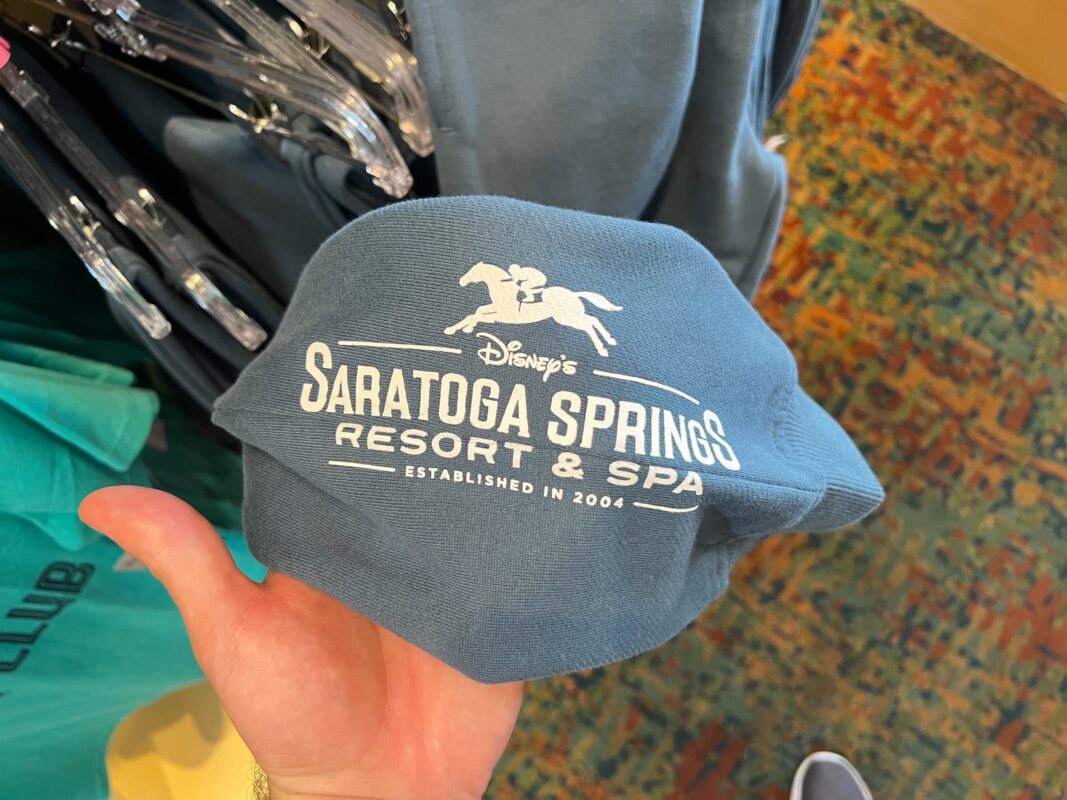 Disney's
SARATOGA SPRINGS
RESORT & SPA
ESTABLISHED IN 2004
CLUB